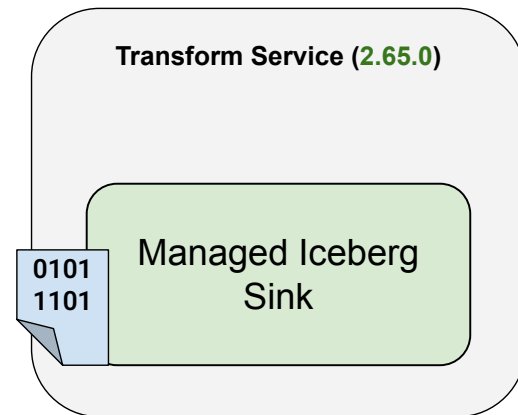 Transform Service (2.65.0)
Managed Iceberg
Sink
0101
1101